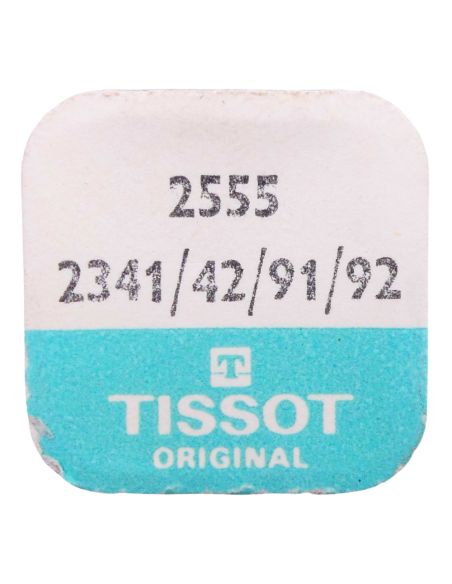 2555
2341/42/91/92
T
TISSOT
ORIGINAL